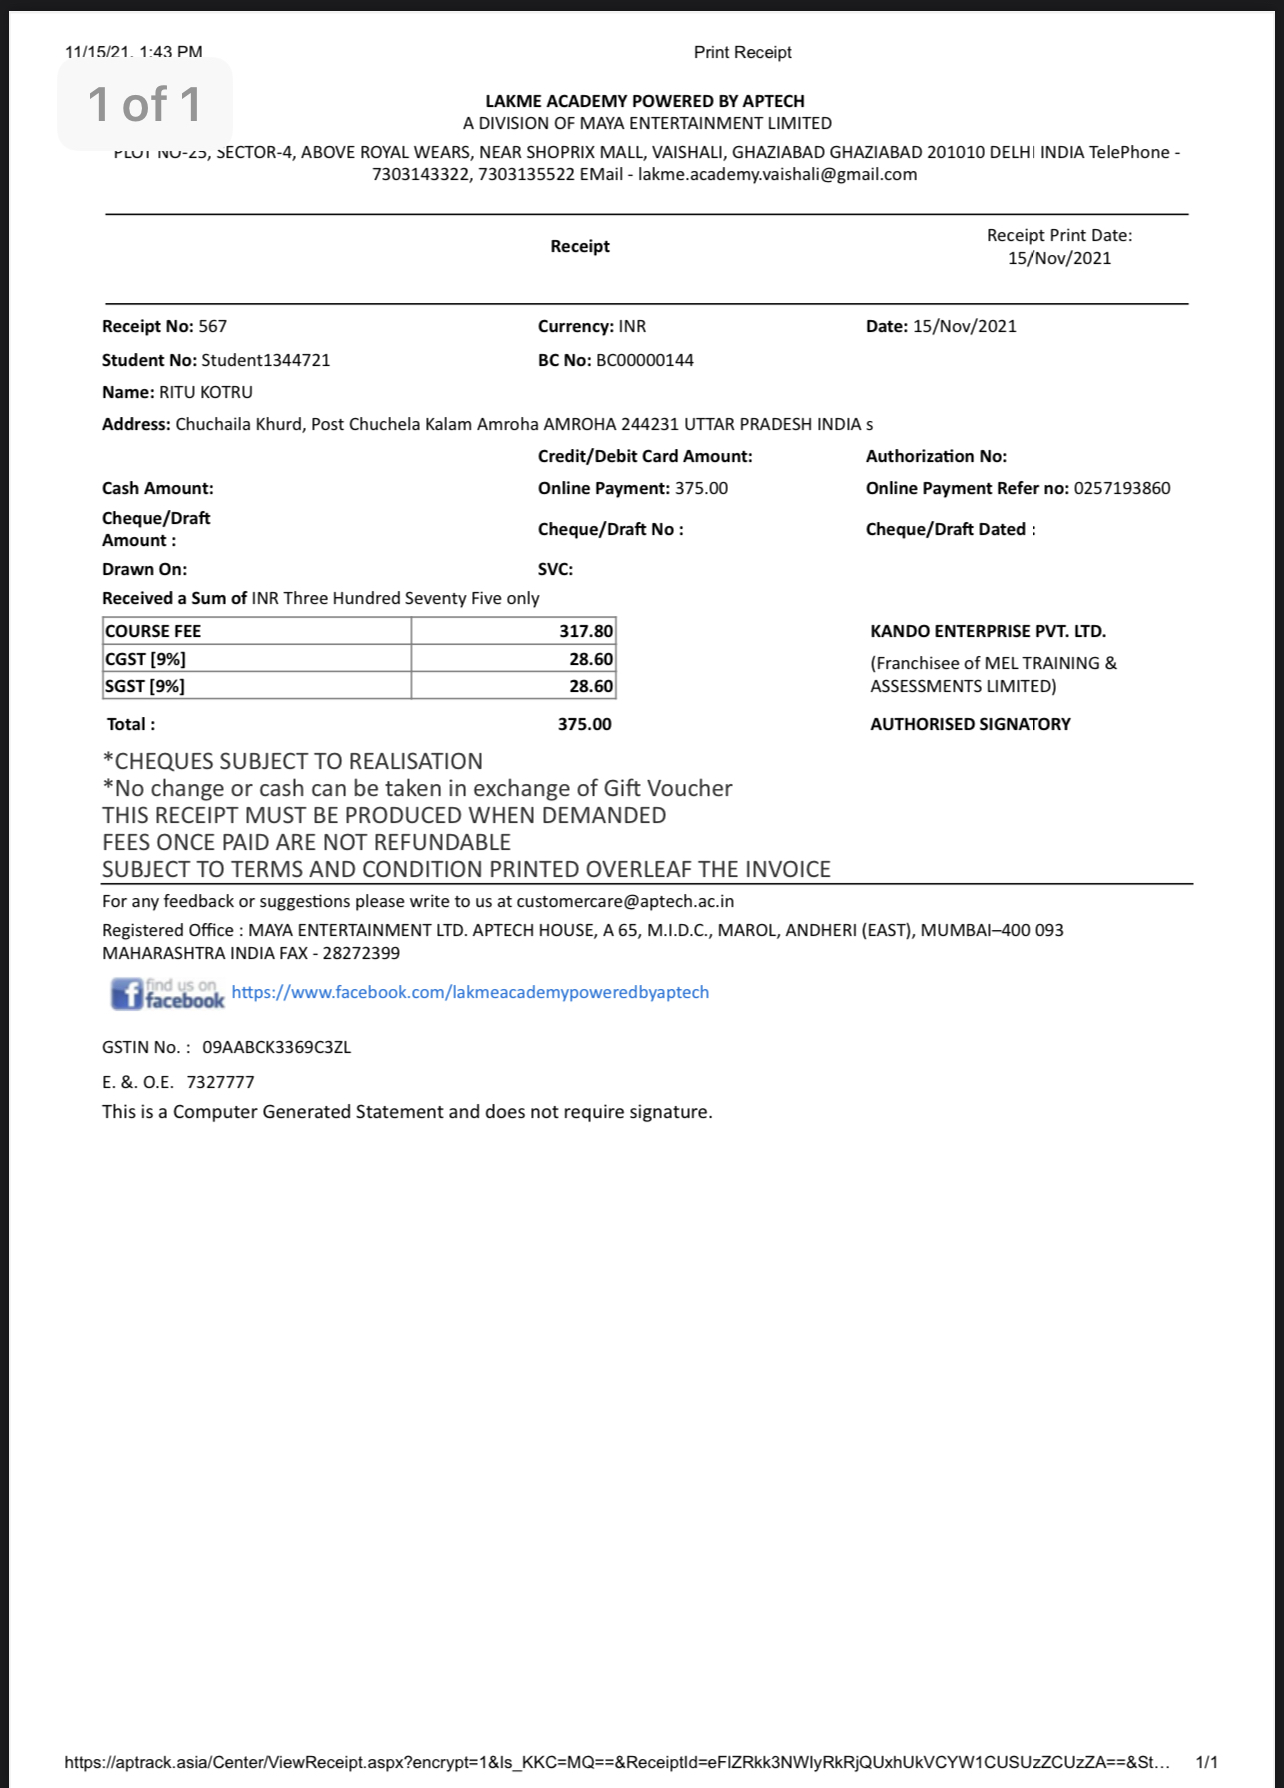 11/15/21, 1:43 PM Print Receipt
1 of 1
LAKME ACADEMY POWERED BY APTECH
A DIVISION OF MAYA ENTERTAINMENT LIMITED
PLOT NO-25, SECTOR-4, ABOVE ROYAL WEARS, NEAR SHOPRIX MALL, VAISHALI, GHAZIABAD GHAZIABAD 201010 DELHI INDIA TelePhone -
7303143322, 7303135522 EMail - lakme.academy.vaishali@gmail.com
Receipt
Receipt Print Date:
15/Nov/2021
Receipt No: 567 Currency: INR Date: 15/Nov/2021
Student No: Student1344721 BC No: BC00000144
Name: RITU KOTRU
Address: Chuchaila Khurd, Post Chuchela Kalam Amroha AMROHA 244231 UTTAR PRADESH INDIA s
Credit/Debit Card Amount: Authorization No:
Cash Amount: Online Payment: 375.00 Online Payment Refer no: 0257193860
Cheque/Draft
Amount : Cheque/Draft No : Cheque/Draft Dated :
Drawn On: SVC:
Received a Sum of INR Three Hundred Seventy Five only
COURSE FEE 317.80 KANDO ENTERPRISE PVT. LTD.
CGST [9%] 28.60 (Franchisee of MEL TRAINING &
SGST [9%] 28.60 ASSESSMENTS LIMITED)
Total : 375.00 AUTHORISED SIGNATORY
*CHEQUES SUBJECT TO REALISATION
*No change or cash can be taken in exchange of Gift Voucher
THIS RECEIPT MUST BE PRODUCED WHEN DEMANDED
FEES ONCE PAID ARE NOT REFUNDABLE
SUBJECT TO TERMS AND CONDITION PRINTED OVERLEAF THE INVOICE
For any feedback or suggestions please write to us at customercare@aptech.ac.in
Registered Office : MAYA ENTERTAINMENT LTD. APTECH HOUSE, A 65, M.I.D.C., MAROL, ANDHERI (EAST), MUMBAI–400 093
MAHARASHTRA INDIA FAX - 28272399
find us on
facebook https://www.facebook.com/lakmeacademypoweredbyaptech
GSTIN No. : 09AABCK3369C3ZL
E. &. O.E. 7327777
This is a Computer Generated Statement and does not require signature.
https://aptrack.asia/Center/ViewReceipt.aspx?encrypt=1&Is_KKC=MQ==&ReceiptId=eFIZRkk3NWIyRkRjQUxhUkVCYW1CUSUzZCUzZA==&St... 1/1